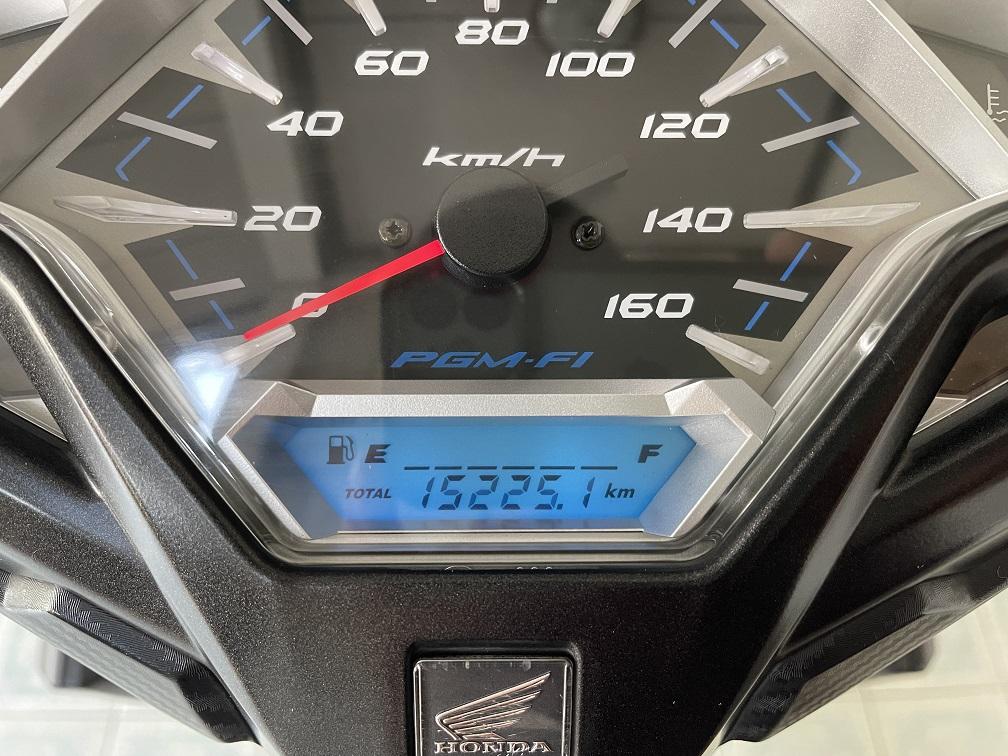 80
60 100
40 120
km/h
20 140
0 160
PGM-FI
E F
TOTAL 15225.1 km
HONDA